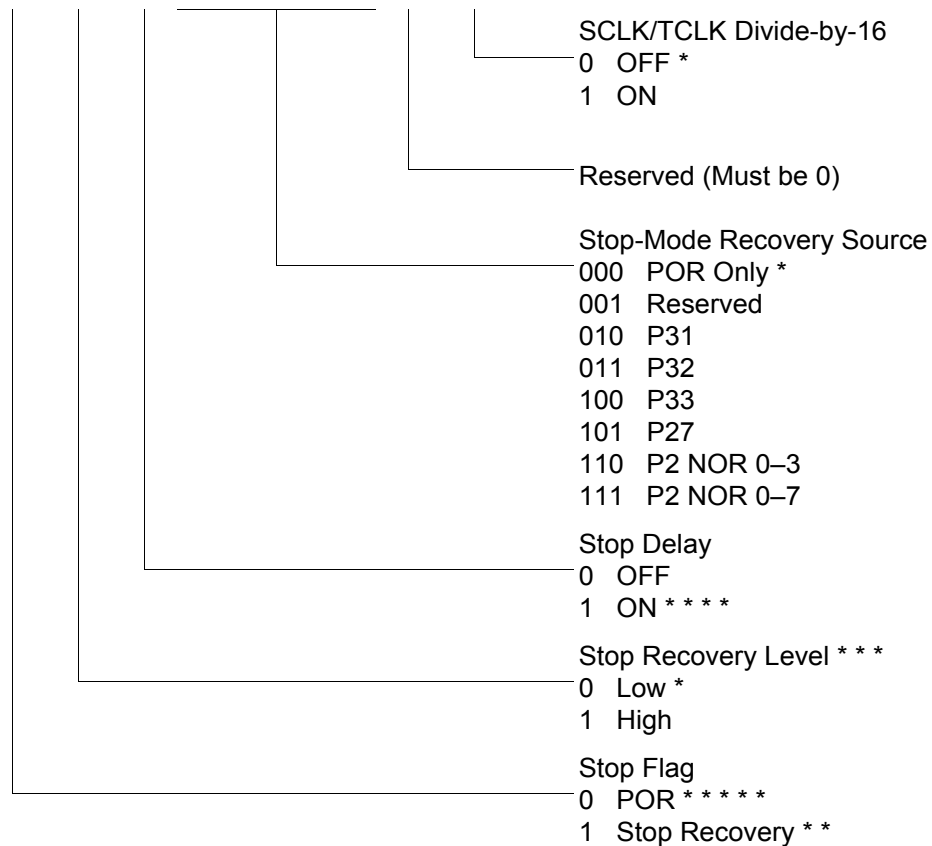 SCLK/TCLK Divide-by-16
0 OFF *
1 ON
Reserved (Must be 0)
Stop-Mode Recovery Source
000 POR Only *
001 Reserved
010 P31
011 P32
100 P33
101 P27
110 P2 NOR 0–3
111 P2 NOR 0–7
Stop Delay
0 OFF
1 ON * * * *
Stop Recovery Level * * *
0 Low *
1 High
Stop Flag
0 POR * * * * *
1 Stop Recovery * *